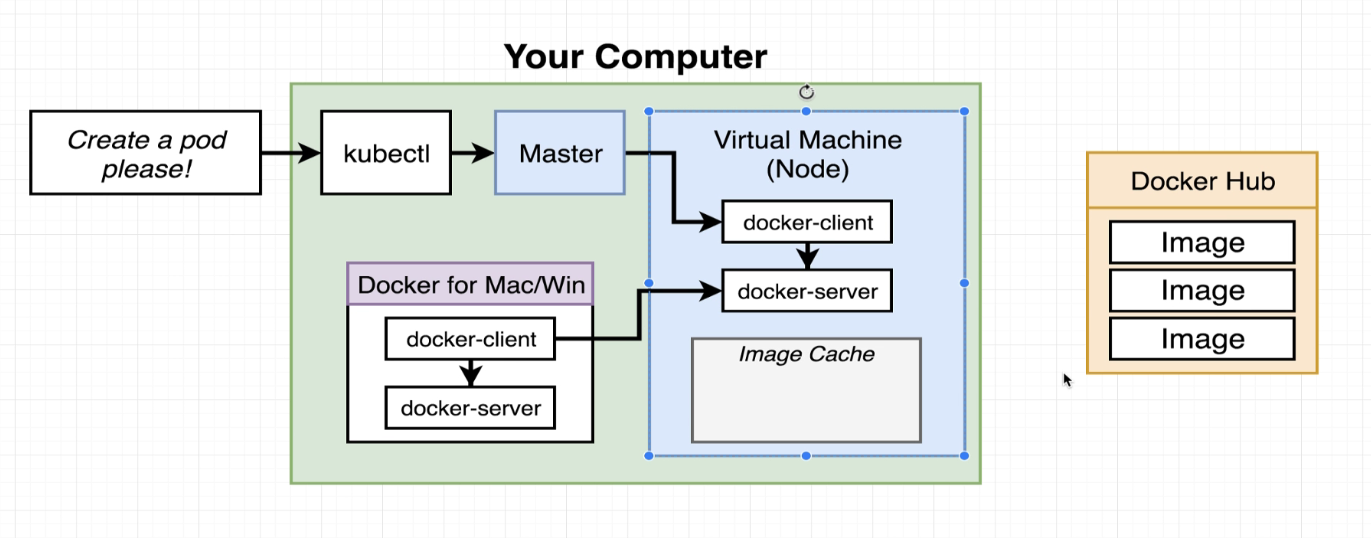 Your Computer
Create a pod
please!
kubectl
Master
Virtual Machine
(Node)
docker-client
docker-server
Image Cache
Docker for Mac/Win
docker-client
docker-server
Docker Hub
Image
Image
Image